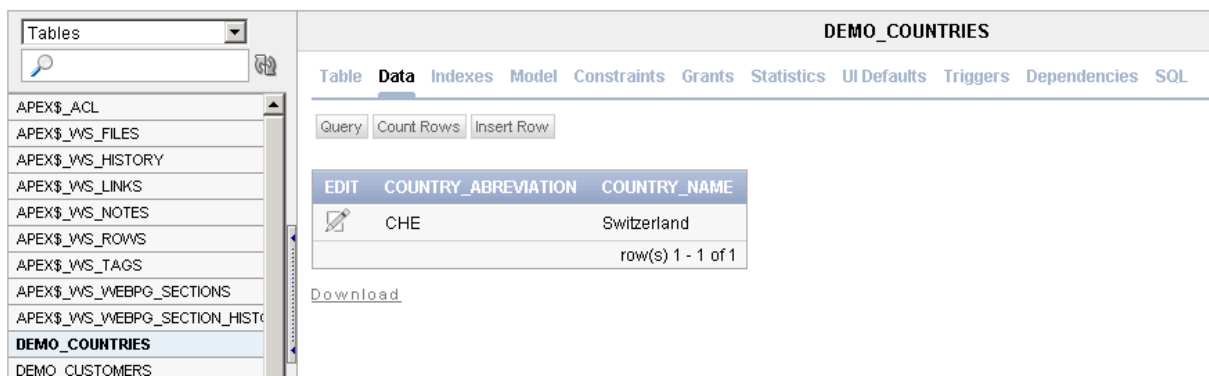 Tables
APEX$_ACL
APEX$_WS_FILES
APEX$_WS_HISTORY
APEX$_WS_LINKS
APEX$_WS_NOTES
APEX$_WS_ROWS
APEX$_WS_TAGS
APEX$_WS_WEBPG_SECTIONS
APEX$_WS_WEBPG_SECTION_HISTO
DEMO_COUNTRIES
DEMO_CUSTOMERS
DEMO_COUNTRIES
Table Data Indexes Model Constraints Grants Statistics UI Defaults Triggers Dependencies SQL
Query Count Rows Insert Row
EDIT COUNTRY_ABREVIATION COUNTRY_NAME
CHE Switzerland
row(s) 1 - 1 of 1
Download